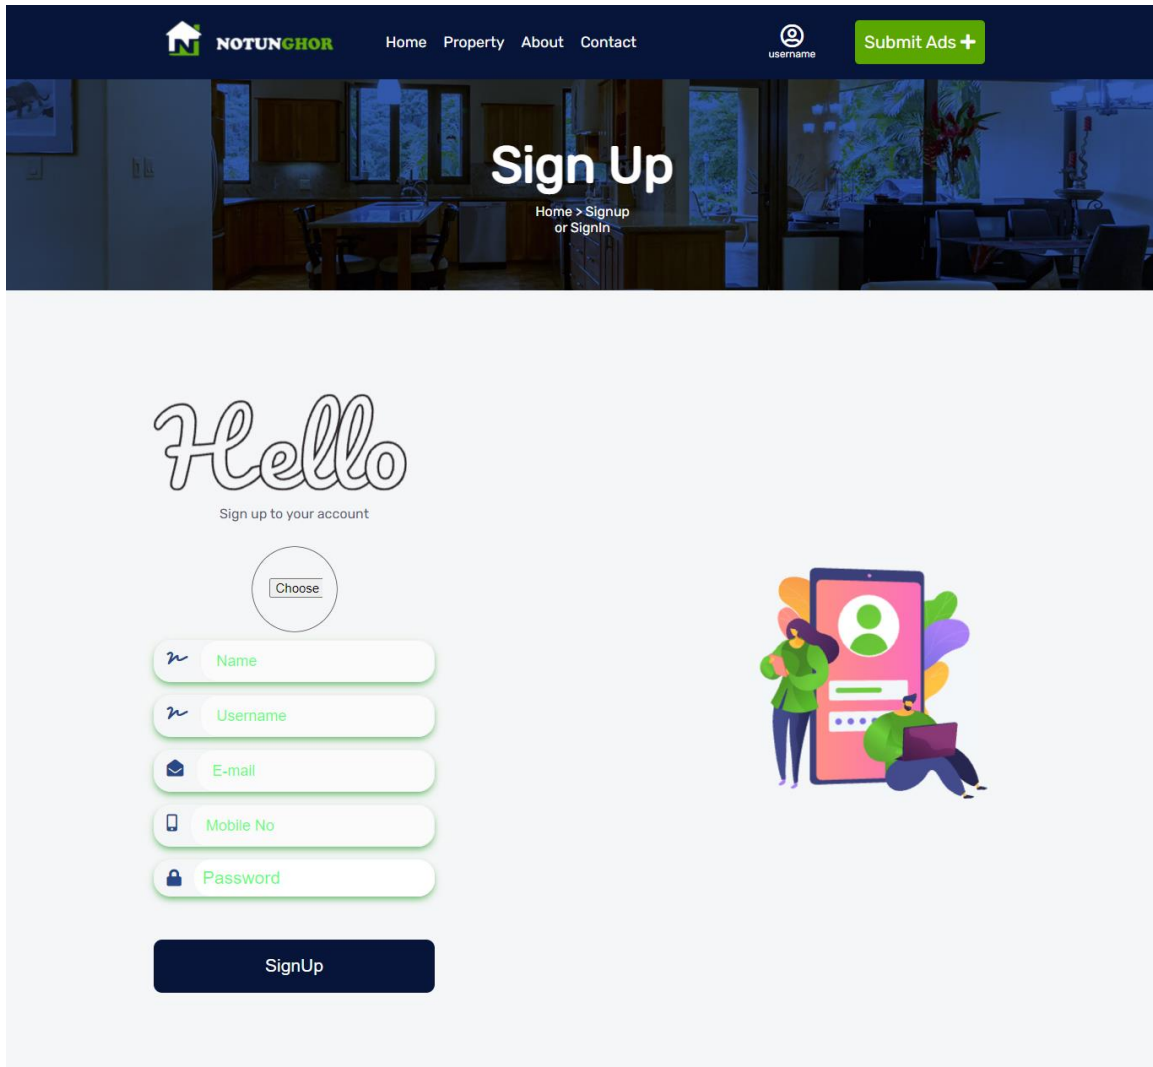 NOTUNGHOR
Home Property About Contact
username
Submit Ads +
Sign Up
Home > Signup
or SignIn
Hello
Sign up to your account
Choose
Name
Username
E-mail
Mobile No
Password
SignUp